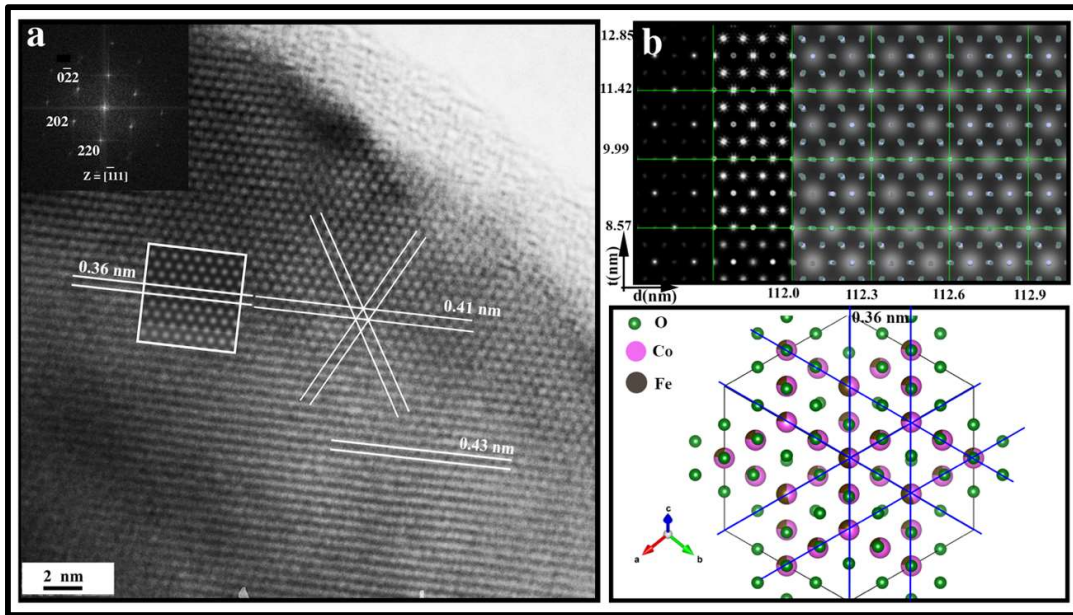 a
0̄22
202
220
Z = [̄111]
0.36 nm
0.41 nm
0.43 nm
2 nm
b
12.85
11.42
9.99
8.57
t(nm)
d(nm)
112.0
112.3
112.6
112.9
0.36 nm
O
Co
Fe
c
a
b